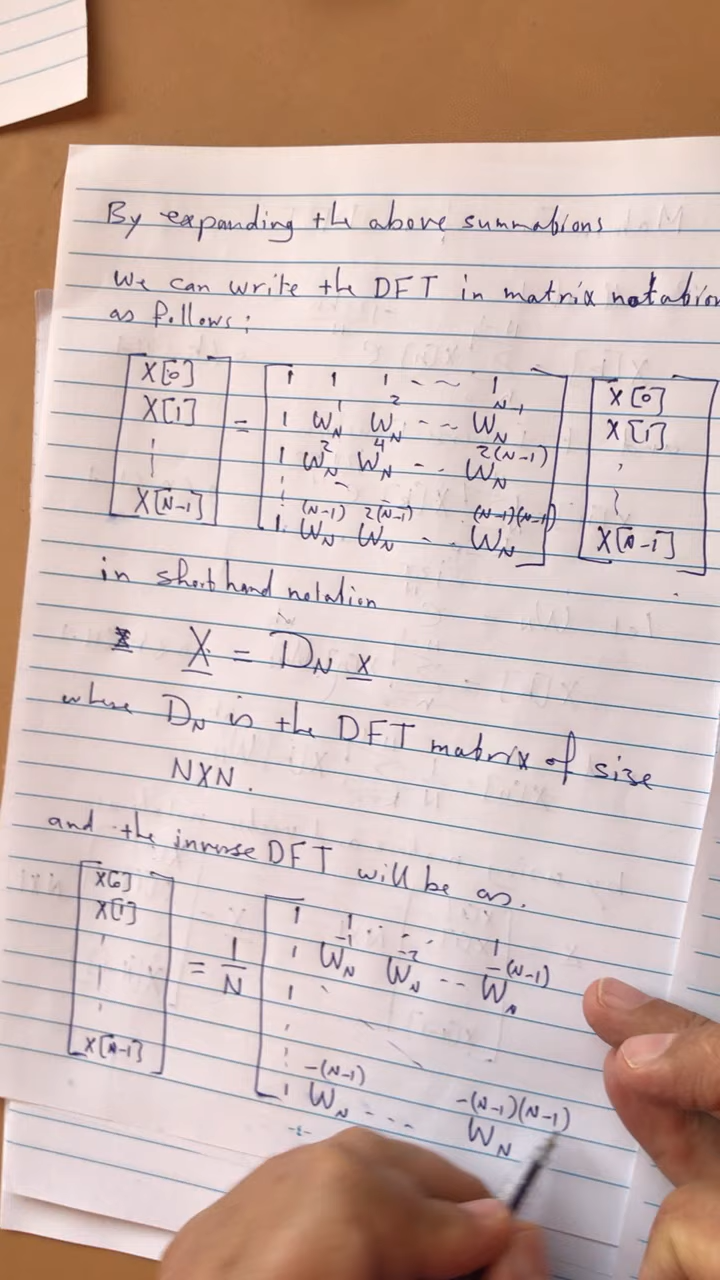 By expanding the above summations
we can write the DFT in matrix notation
as follows:
X[0] 1 1 1 -- ~ 1 X[0]
X[1] = 1 W_N^1 W_N^2 -- ~ W_N^{N-1} X[1]
1 W_N^2 W_N^4 -- W_N^{2(N-1)}
X[N-1] 1 W_N^{(N-1)} W_N^{2(N-1)} -- W_N^{(N-1)(N-1)} X[N-1]
in shorthand notation
X = D_N x
where D_N is the DFT matrix of size
NXN.
and the inverse DFT will be as.
X[0] 1 1 -- 1
X[1] = 1/N 1 W_N^{-1} W_N^{-2} -- W_N^{-(N-1)}
1
X[N-1] 1 W_N^{-(N-1)} --- W_N^{-(N-1)(N-1)}